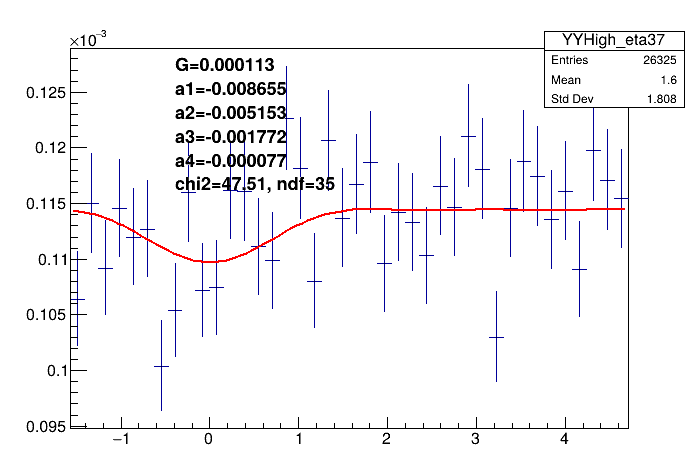 ×10⁻³
YYHigh_eta37
Entries 26325
Mean 1.6
Std Dev 1.808
G=0.000113
a1=-0.008655
a2=-0.005153
a3=-0.001772
a4=-0.000077
chi2=47.51, ndf=35
0.125
0.12
0.115
0.11
0.105
0.1
0.095
−1 0 1 2 3 4